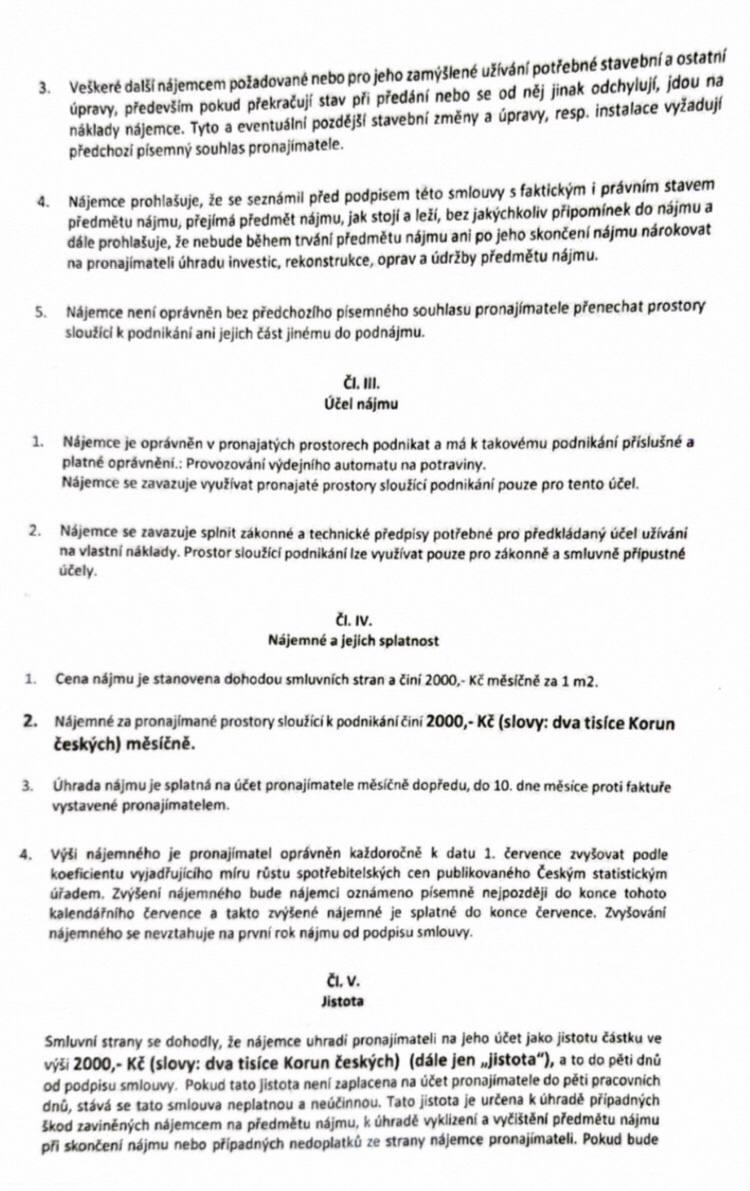 3. Veškeré další nájemcem požadované nebo pro jeho zamýšlené užívání potřebné stavební a ostatní
úpravy, především pokud překračují stav při předání nebo se od něj jinak odchylují, jdou na
náklady nájemce. Tyto a eventuální pozdější stavební změny a úpravy, resp. instalace vyžadují
předchozí písemný souhlas pronajímatele.
4. Nájemce prohlašuje, že se seznámil před podpisem této smlouvy s faktickým i právním stavem
předmětu nájmu, přejímá předmět nájmu, jak stojí a leží, bez jakýchkoliv připomínek do nájmu a
dále prohlašuje, že nebude během trvání předmětu nájmu ani po jeho skončení nájmu nárokovat
na pronajímateli úhradu investic, rekonstrukce, oprav a údržby předmětu nájmu.
5. Nájemce není oprávněn bez předchozího písemného souhlasu pronajímatele přenechat prostory
sloužící k podnikání ani jejich část jinému do podnájmu.
Čl. III.
Účel nájmu
1. Nájemce je oprávněn v pronajatých prostorech podnikat a má k takovému podnikání příslušné a
platné oprávnění.: Provozování výdejního automatu na potraviny.
Nájemce se zavazuje využívat pronajaté prostory sloužící podnikání pouze pro tento účel.
2. Nájemce se zavazuje splnit zákonné a technické předpisy potřebné pro předkládaný účel užívání
na vlastní náklady. Prostor sloužící podnikání lze využívat pouze pro zákonně a smluvně přípustné
účely.
Čl. IV.
Nájemné a jejich splatnost
1. Cena nájmu je stanovena dohodou smluvních stran a činí 2000,- Kč měsíčně za 1 m2.
2. Nájemné za pronajímané prostory sloužící k podnikání činí 2000,- Kč (slovy: dva tisíce Korun
českých) měsíčně.
3. Úhrada nájmu je splatná na účet pronajímatele měsíčně dopředu, do 10. dne měsíce proti faktuře
vystavené pronajímatelem.
4. Výši nájemného je pronajímatel oprávněn každoročně k datu 1. července zvyšovat podle
koeficientu vyjadřujícího míru růstu spotřebitelských cen publikovaného Českým statistickým
úřadem. Zvýšení nájemného bude nájemci oznámeno písemně nejpozději do konce tohoto
kalendářního července a takto zvýšené nájemné je splatné do konce července. Zvyšování
nájemného se nevztahuje na první rok nájmu od podpisu smlouvy.
Čl. V.
Jistota
Smluvní strany se dohodly, že nájemce uhradí pronajímateli na jeho účet jako jistotu částku ve
výši 2000,- Kč (slovy: dva tisíce Korun českých) (dále jen „jistota“), a to do pěti dnů
od podpisu smlouvy. Pokud tato jistota není zaplacena na účet pronajímatele do pěti pracovních
dnů, stává se tato smlouva neplatnou a neúčinnou. Tato jistota je určena k úhradě případných
škod zaviněných nájemcem na předmětu nájmu, k úhradě vyklizení a vyčištění předmětu nájmu
při skončení nájmu nebo případných nedoplatků ze strany nájemce pronajímateli. Pokud bude